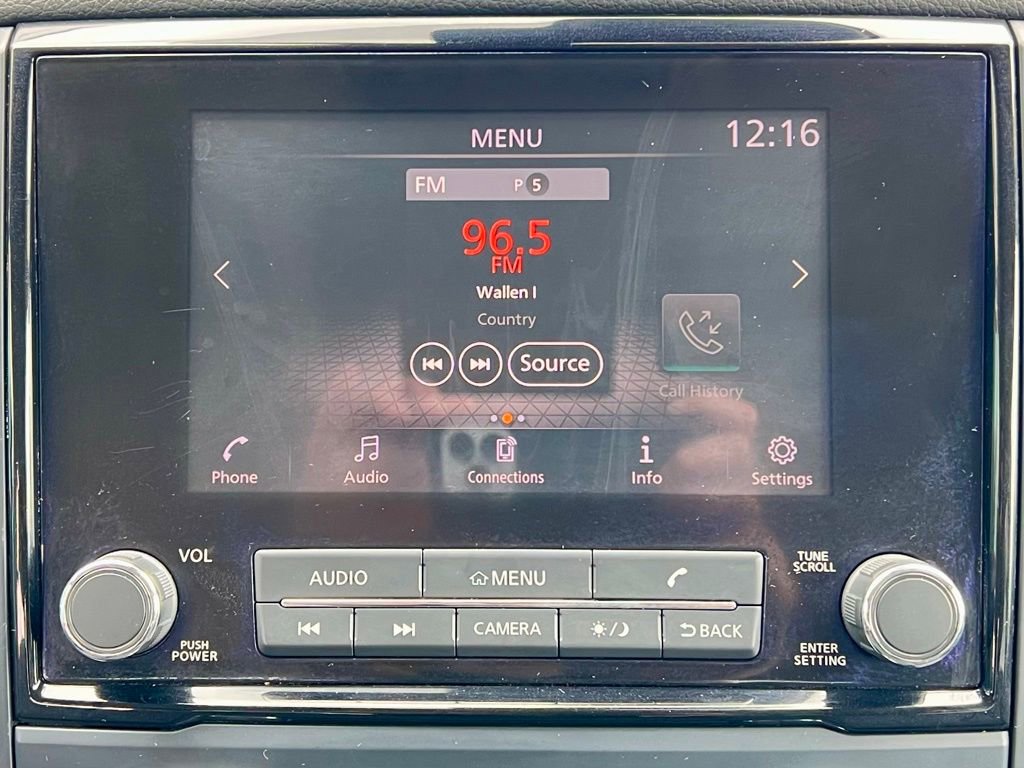 MENU
12:16
FM P 5
96.5
FM
Wallen I
Country
Source
Call History
Phone
Audio
Connections
Info
Settings
VOL
PUSH
POWER
AUDIO
MENU
CAMERA
BACK
TUNE
SCROLL
ENTER
SETTING